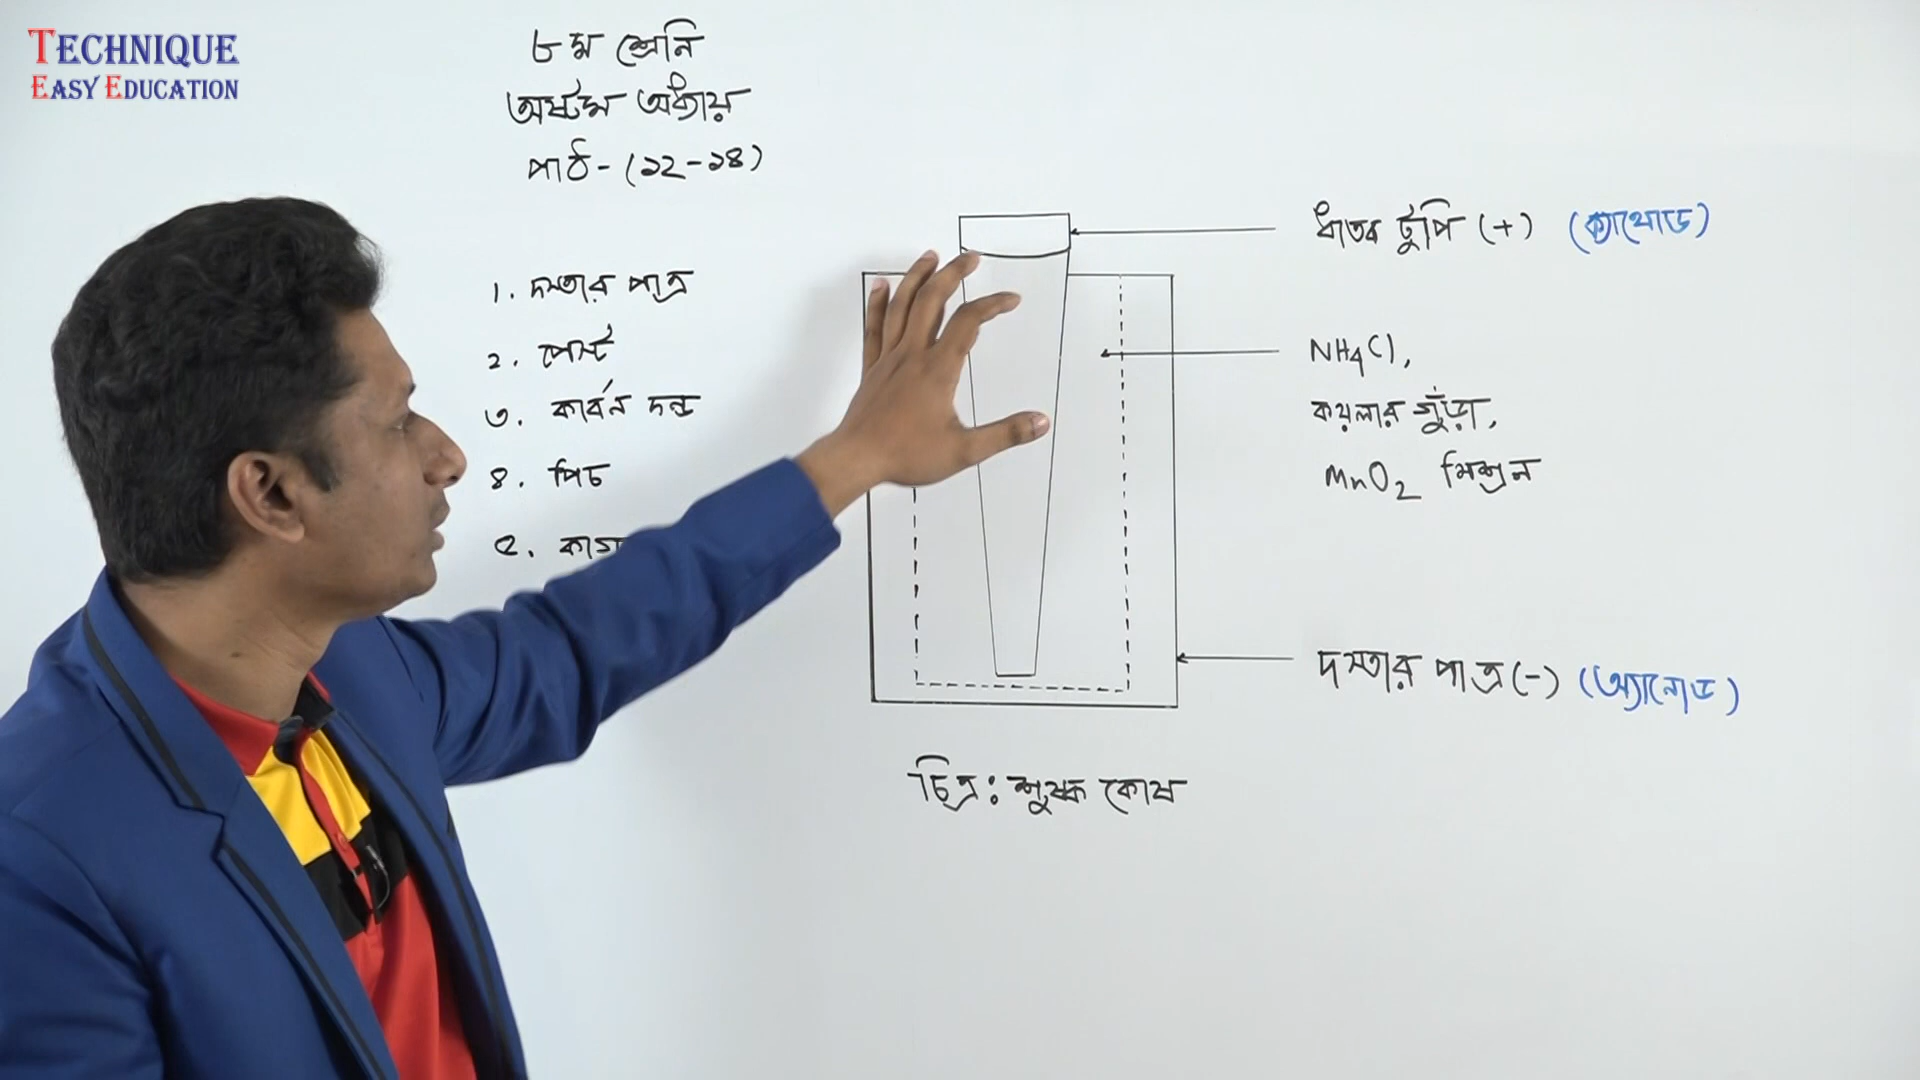 TECHNIQUE
EASY EDUCATION
৮ম শ্রেনি
অষ্টম অধ্যায়
পাঠ - (১২-১৪)
১. দস্তার পাত্র
২. পেস্ট
৩. কার্বন দন্ড
৪. পিচ
৫.
ধাতব টুপি (+) (ক্যাথোড)
NH4Cl,
কয়লার গুঁড়া,
MnO2 মিশ্রন
দস্তার পাত্র (-) (অ্যানোড)
চিত্র: শুষ্ক কোষ